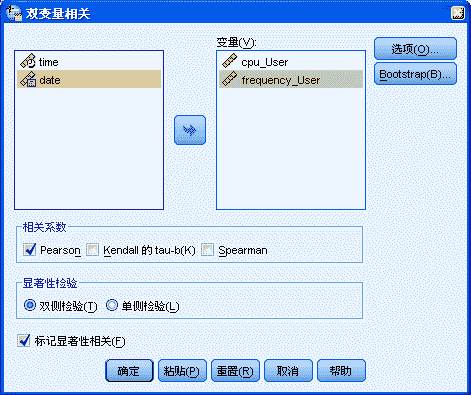 双变量相关
变量(V):
time
date
cpu_User
frequency_User
选项(O)...
Bootstrap(B)...
相关系数
Pearson Kendall 的 tau-b(K) Spearman
显著性检验
双侧检验(T) 单侧检验(L)
标记显著性相关(F)
确定 粘贴(P) 重置(R) 取消 帮助